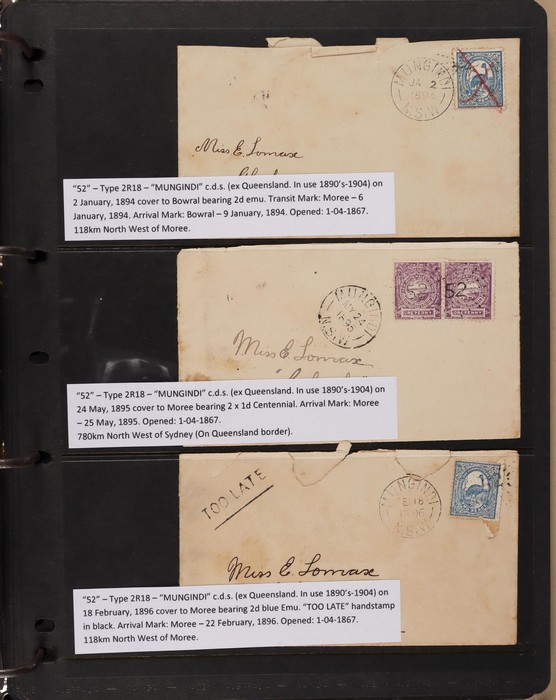 MUNGINDI
JA 2
1894
N.S.W
Miss E. Lomax
"52" – Type 2R18 – "MUNGINDI" c.d.s. (ex Queensland. In use 1890's-1904) on
2 January, 1894 cover to Bowral bearing 2d emu. Transit Mark: Moree – 6
January, 1894. Arrival Mark: Bowral – 9 January, 1894. Opened: 1-04-1867.
118km North West of Moree.
MUNGINDI
MY 24
1895
N.S.W
52
ONE PENNY
ONE PENNY
Miss E Lomax
"52" – Type 2R18 – "MUNGINDI" c.d.s. (ex Queensland. In use 1890's-1904) on
24 May, 1895 cover to Moree bearing 2 x 1d Centennial. Arrival Mark: Moree
– 25 May, 1895. Opened: 1-04-1867.
780km North West of Sydney (On Queensland border).
TOO LATE
MUNGINDI
FE 18
1896
N.S.W
Miss E. Lomax
"52" – Type 2R18 – "MUNGINDI" c.d.s. (ex Queensland. In use 1890's-1904) on
18 February, 1896 cover to Moree bearing 2d blue Emu. "TOO LATE" handstamp
in black. Arrival Mark: Moree – 22 February, 1896. Opened: 1-04-1867.
118km North West of Moree.